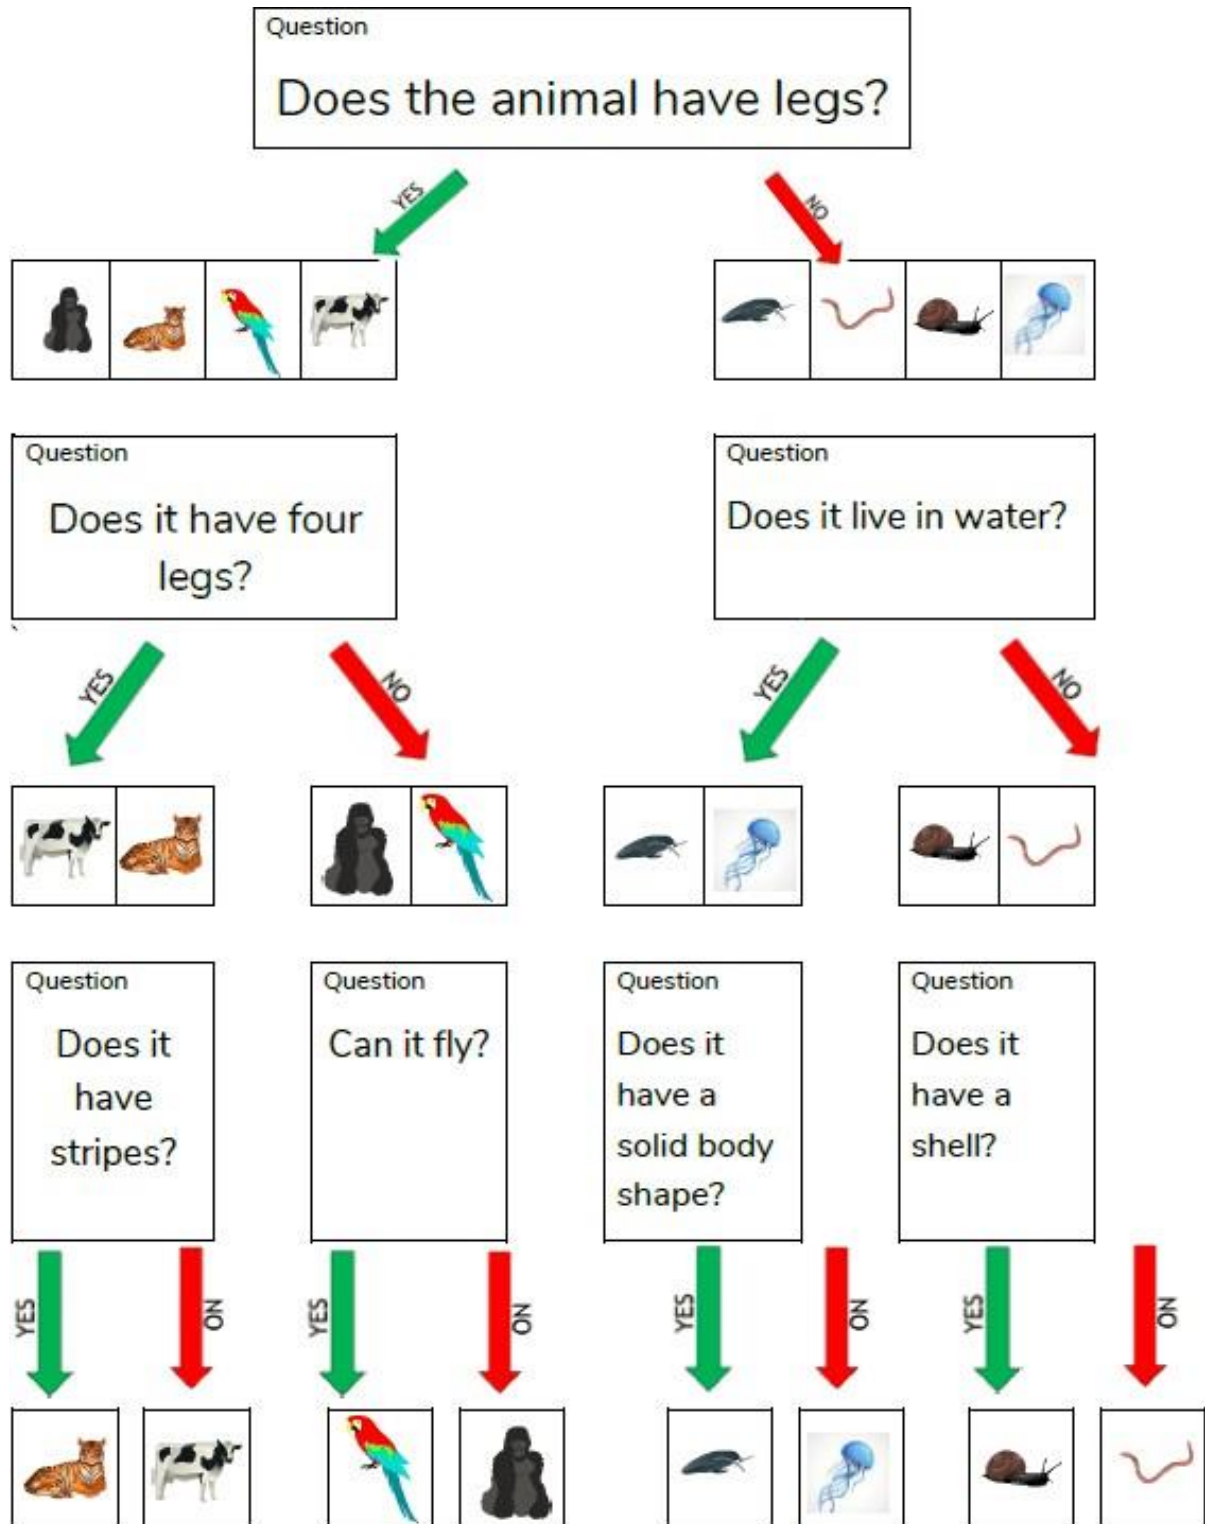 Question
Does the animal have legs?
YES
NO
Question
Does it have four
legs?
Question
Does it live in water?
YES
NO
YES
NO
Question
Does it
have
stripes?
Question
Can it fly?
Question
Does it
have a
solid body
shape?
Question
Does it
have a
shell?
YES
NO
YES
NO
YES
NO
YES
NO